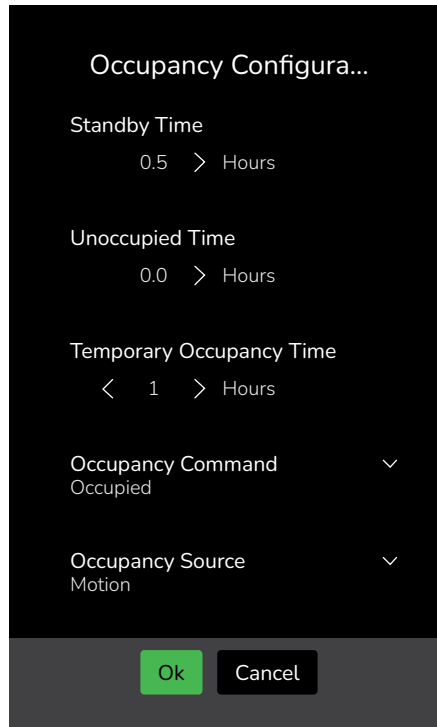 Occupancy Configura...
Standby Time
0.5 > Hours
Unoccupied Time
0.0 > Hours
Temporary Occupancy Time
< 1 > Hours
Occupancy Command
Occupied
Occupancy Source
Motion
Ok Cancel